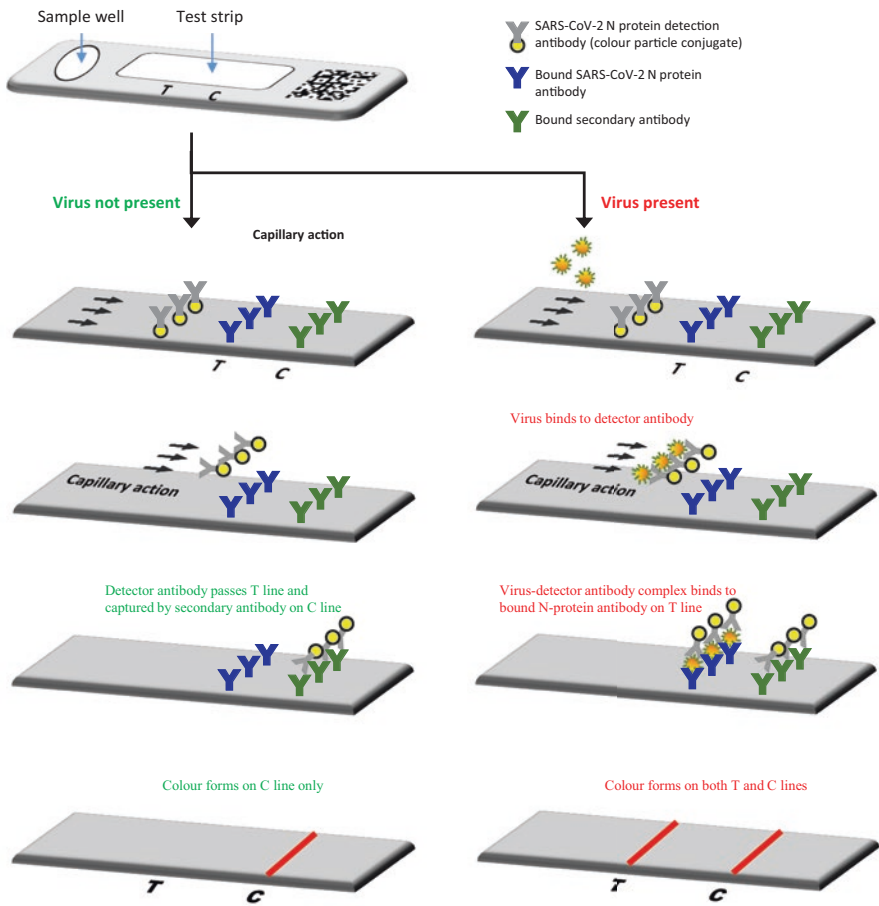 Sample well
Test strip
T
C
SARS-CoV-2 N protein detection
antibody (colour particle conjugate)
Bound SARS-CoV-2 N protein
antibody
Bound secondary antibody
Virus not present
Virus present
Capillary action
T
C
T
C
Virus binds to detector antibody
Capillary action
Capillary action
Detector antibody passes T line and
captured by secondary antibody on C line
Virus-detector antibody complex binds to
bound N-protein antibody on T line
Colour forms on C line only
Colour forms on both T and C lines
T
C
T
C